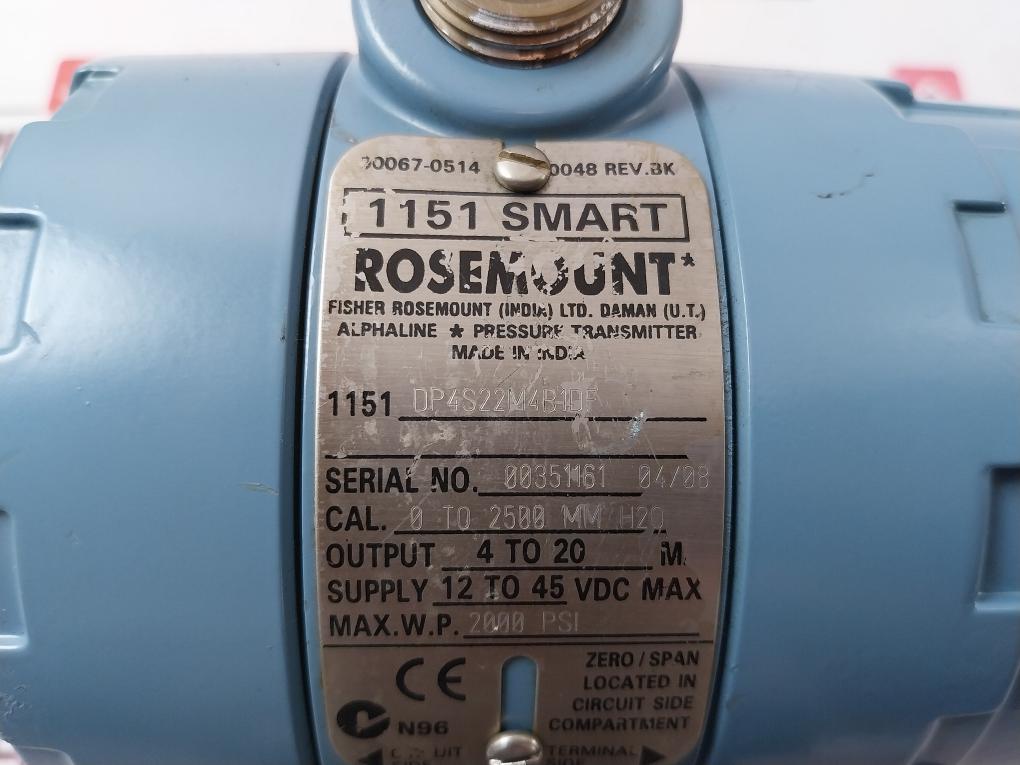 30067-0514 0048 REV.BK
1151 SMART
ROSEMOUNT*
FISHER ROSEMOUNT (INDIA) LTD. DAMAN (U.T.)
ALPHALINE * PRESSURE TRANSMITTER
MADE IN INDIA
1151 DP4S22M4B1DF
SERIAL NO. 00351161 04/08
CAL. 0 TO 2500 MM H2O
OUTPUT 4 TO 20 M
SUPPLY 12 TO 45 VDC MAX
MAX.W.P. 2000 PSI
CE
ZERO/SPAN
LOCATED IN
CIRCUIT SIDE
COMPARTMENT
N96
TERMINAL
SIDE